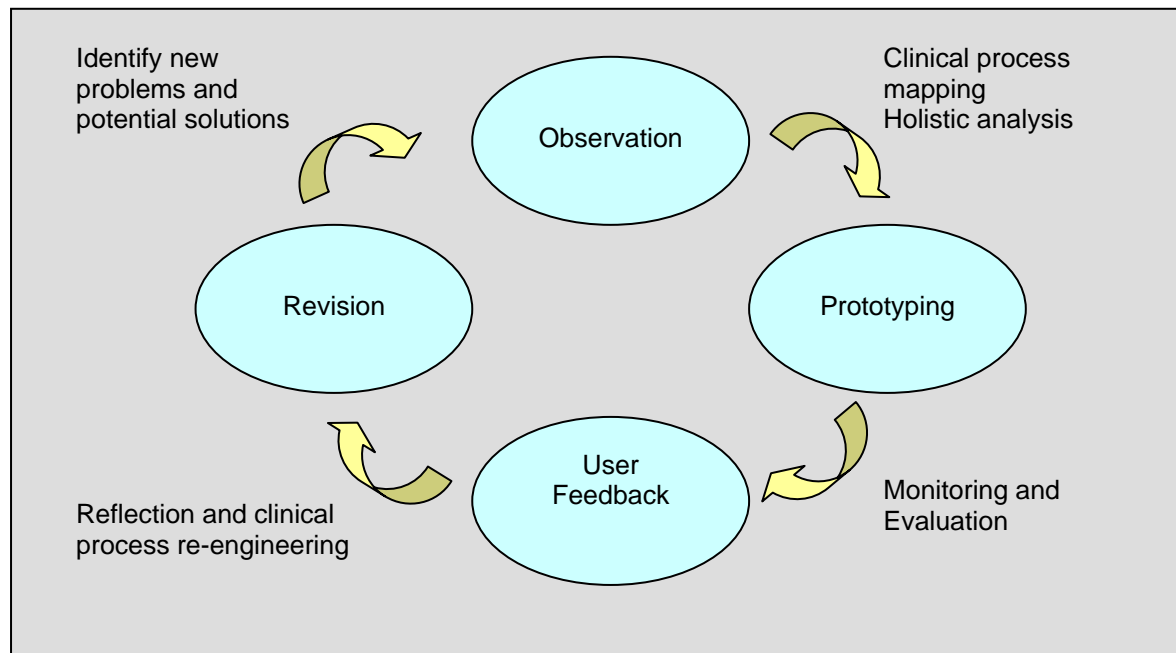 Identify new
problems and
potential solutions
Observation
Clinical process
mapping
Holistic analysis
Revision
Prototyping
User
Feedback
Reflection and clinical
process re-engineering
Monitoring and
Evaluation